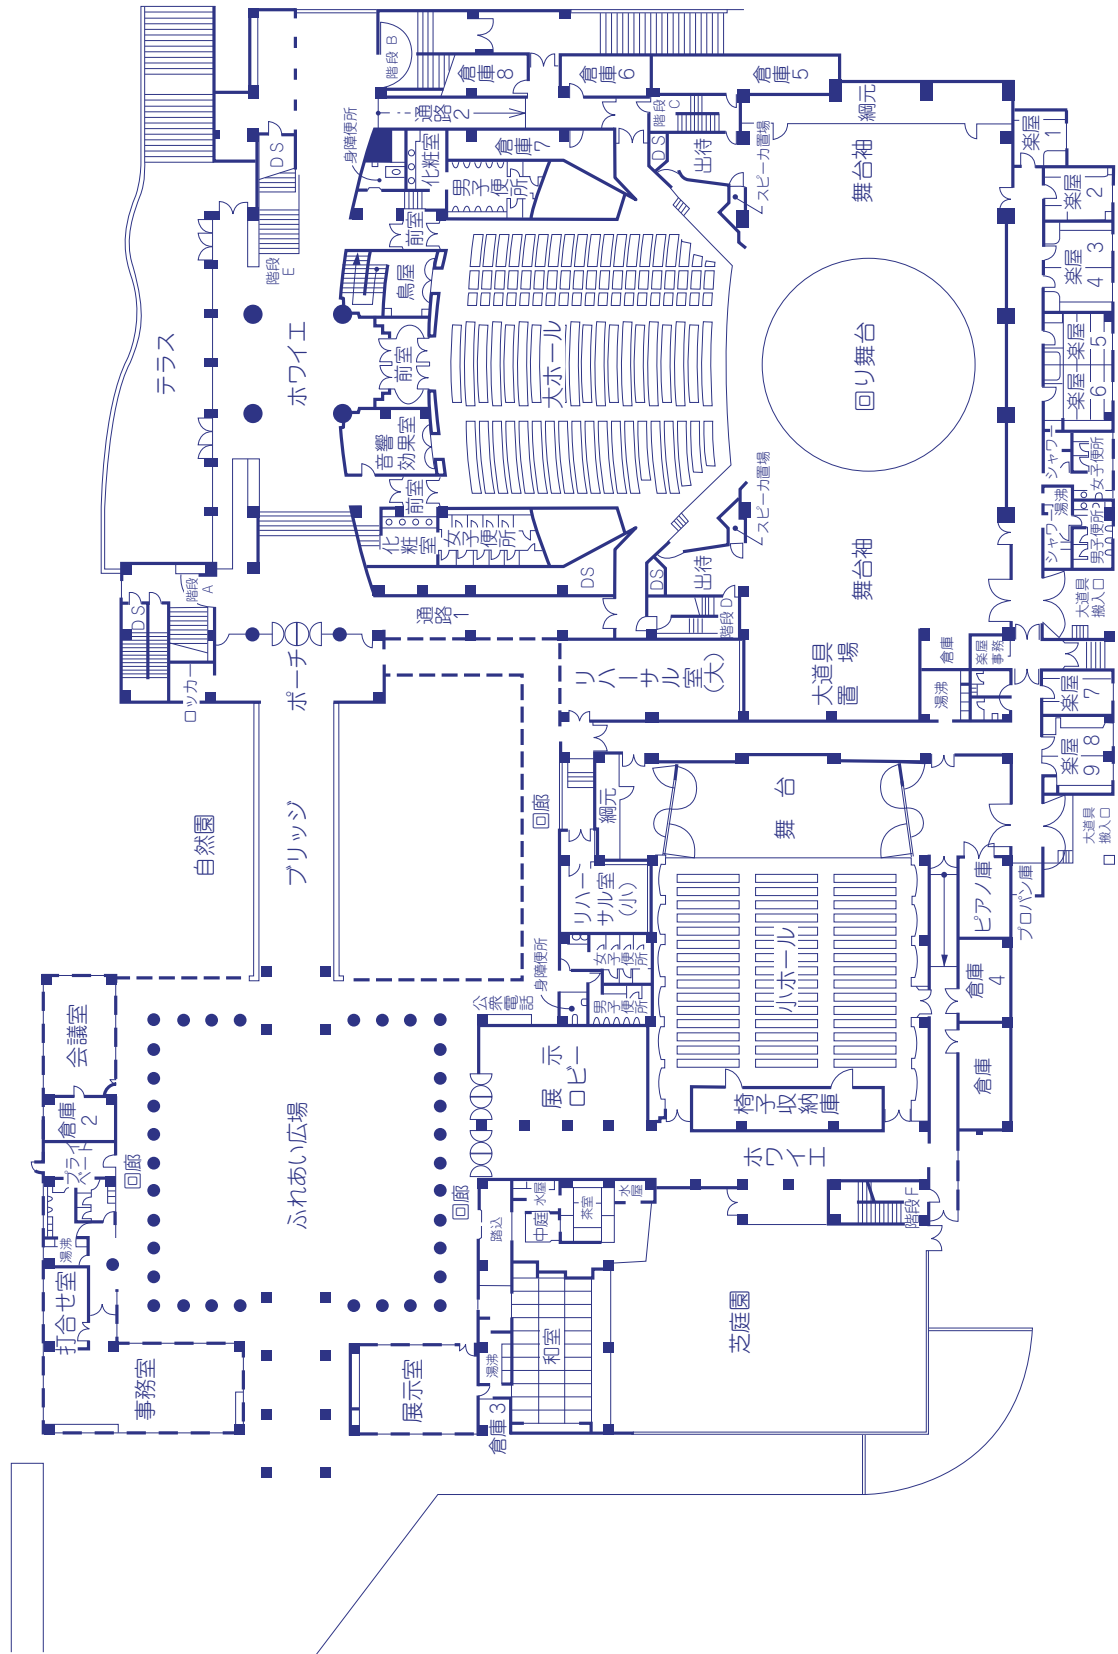 階段 B
倉庫 8
倉庫 6
倉庫 5
綱元
身障便所
通路 2
階段 C
楽屋 1
DS
化粧室
倉庫 7
男子便所
DS
出待
舞台袖
スピーカ置場
楽屋 2
階段 E
前室
鳥屋
楽屋 3
4
テラス
ホワイエ
前室
大ホール
回り舞台
楽屋 5
楽屋 6
音響
効果室
前室
スピーカ置場
シャワー
女子便所
湯沸
シャワー
男子便所
化粧室
女子便所
DS
DS
出待
舞台袖
大道具
搬入口
階段 A
DS
通路 1
階段 D
ロッカー
ポーチ
リハーサル室(大)
大道具
置場
倉庫
楽屋
事務
湯沸
楽屋 7
楽屋 8
9
自然園
ブリッジ
回廊
綱元
舞台
大道具
搬入口
リハー
サル室
(小)
ピアノ庫
プロパン庫
身障便所
女子便所
男子便所
小ホール
倉庫
4
公衆電話
会議室
展示
ロビー
倉庫
倉庫
2
椅子収納庫
プライ
ベート
回廊
ふれあい広場
回廊
ホワイエ
水屋
水屋
茶室
中庭
踏込
階段 F
湯沸
打合せ室
芝庭園
和室
湯沸
事務室
展示室
倉庫 3